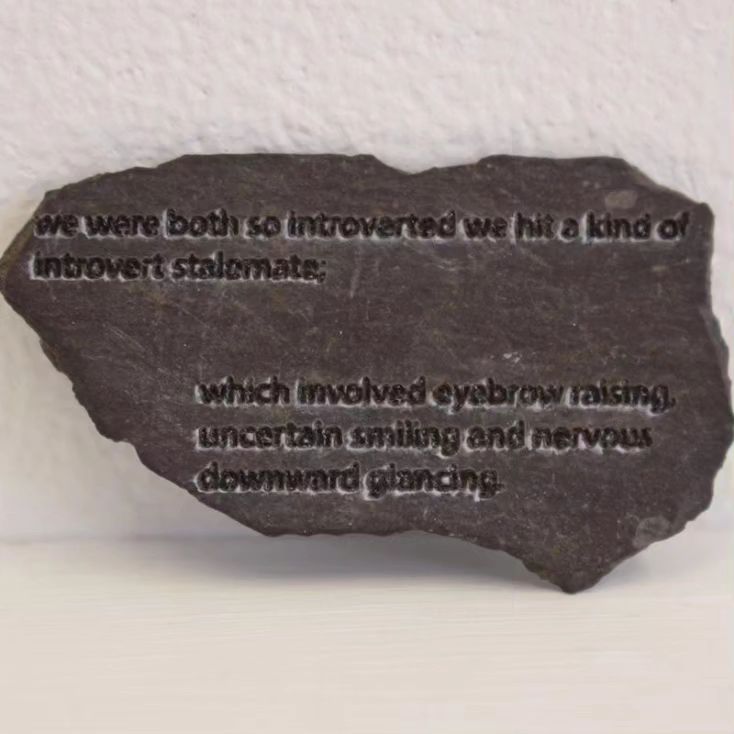 we were both so introverted we hit a kind of
introvert stalemate;
which involved eyebrow raising,
uncertain smiling and nervous
downward glancing.